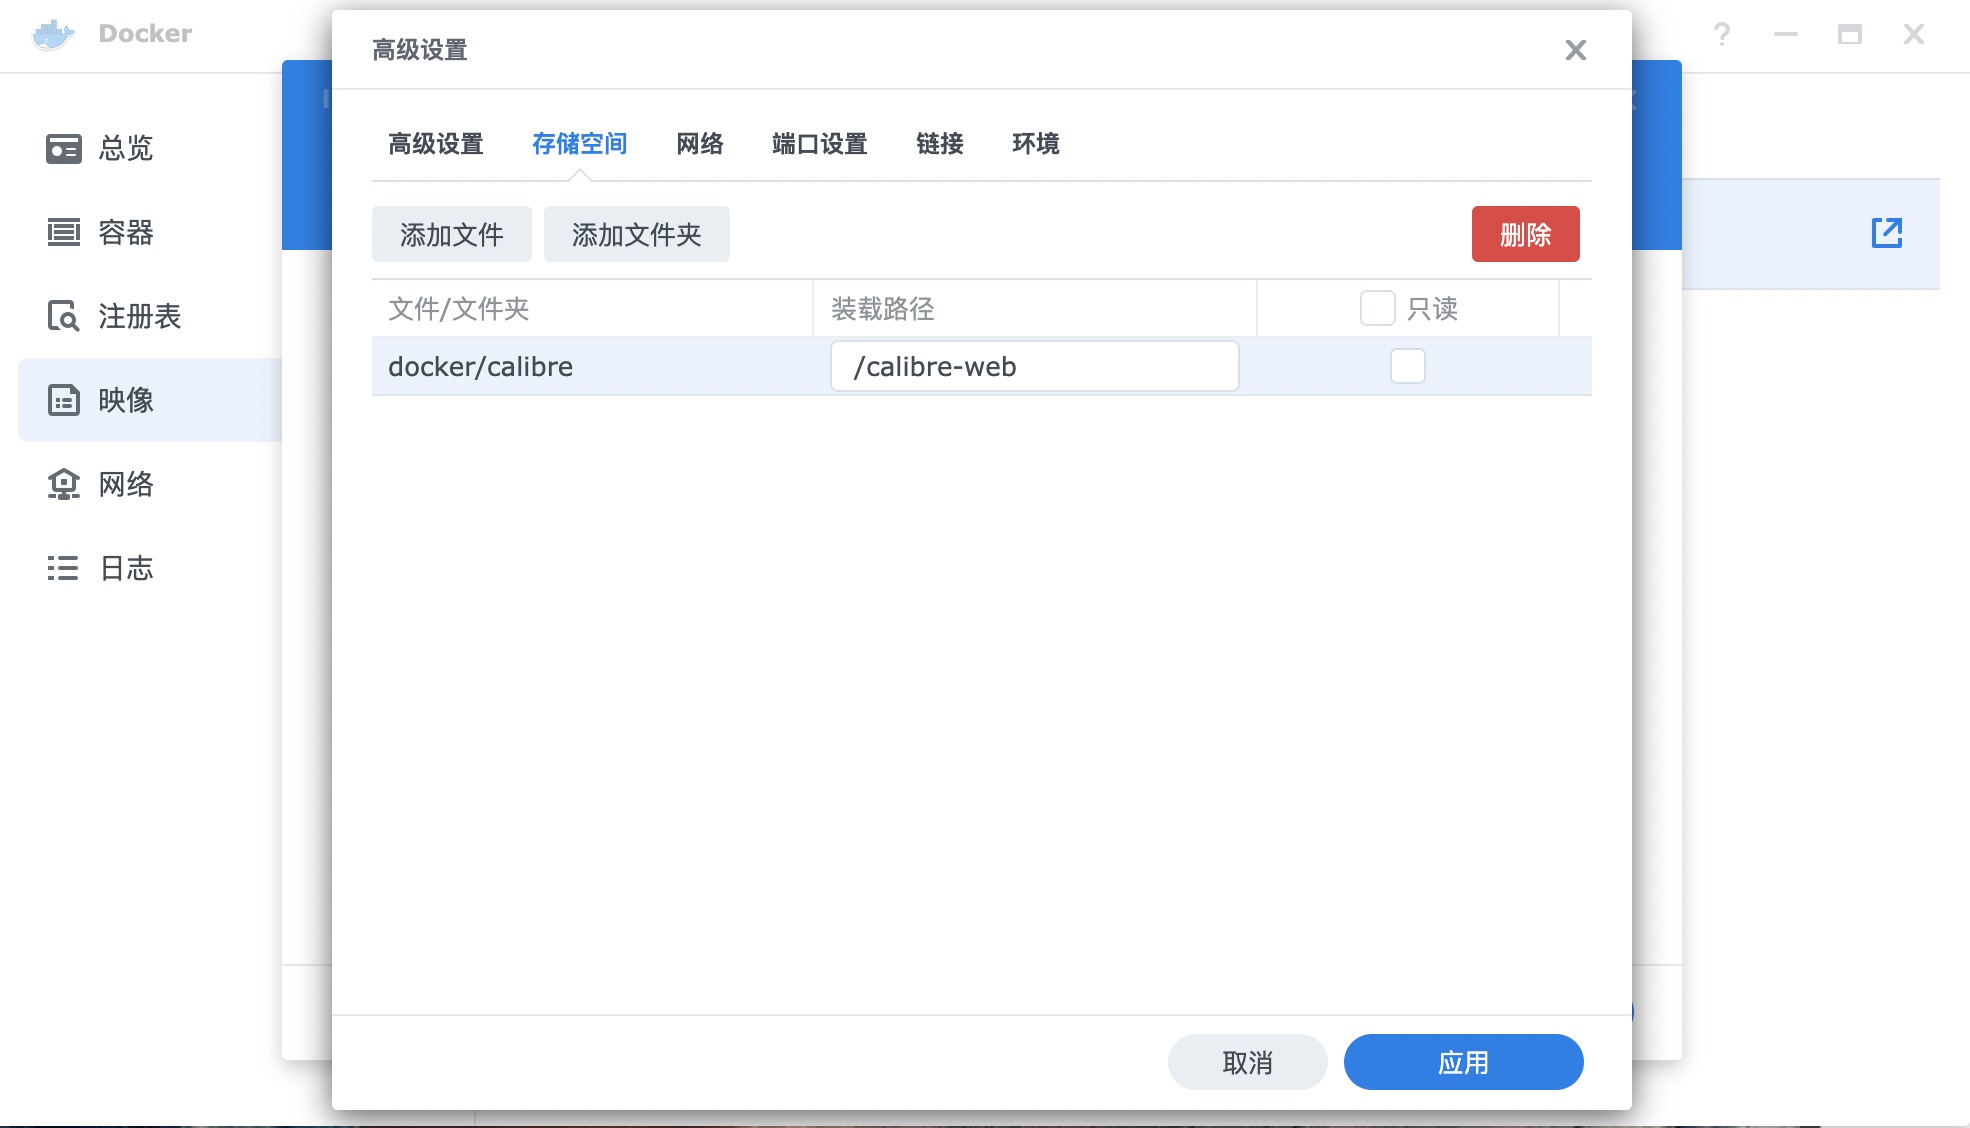 Docker
总览
容器
注册表
映像
网络
日志
高级设置
高级设置 存储空间 网络 端口设置 链接 环境
添加文件 添加文件夹 删除
文件/文件夹 装载路径 只读
docker/calibre /calibre-web
取消 应用